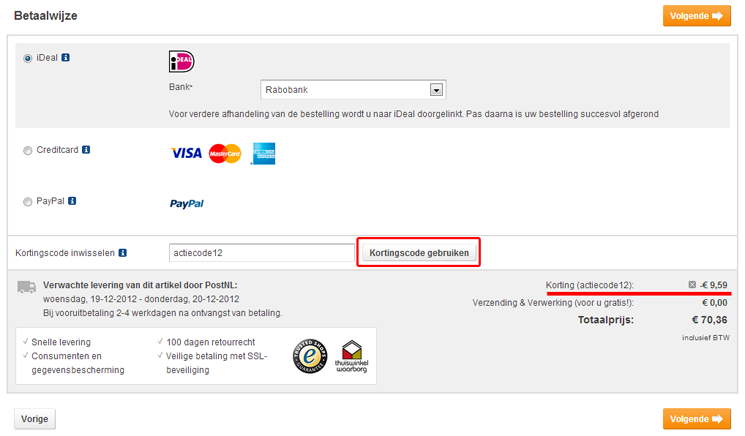 Betaalwijze
Volgende
iDeal
iDEAL
Bank*
Rabobank
Voor verdere afhandeling van de bestelling wordt u naar iDeal doorgelinkt. Pas daarna is uw bestelling succesvol afgerond
Creditcard
VISA MasterCard AMERICAN EXPRESS
PayPal
PayPal
Kortingscode inwisselen
actiecode12
Kortingscode gebruiken
Verwachte levering van dit artikel door PostNL:
woensdag, 19-12-2012 - donderdag, 20-12-2012
Bij vooruitbetaling 2-4 werkdagen na ontvangst van betaling.
Korting (actiecode12): -€ 9,59
Verzending & Verwerking (voor u gratis!): € 0,00
Totaalprijs: € 70,36
inclusief BTW
Snelle levering
Consumenten en
gegevensbescherming
100 dagen retourrecht
Veilige betaling met SSL-
beveiliging
TRUSTED SHOPS
e
GUARANTEE
thuiswinkel
waarborg
Vorige
Volgende